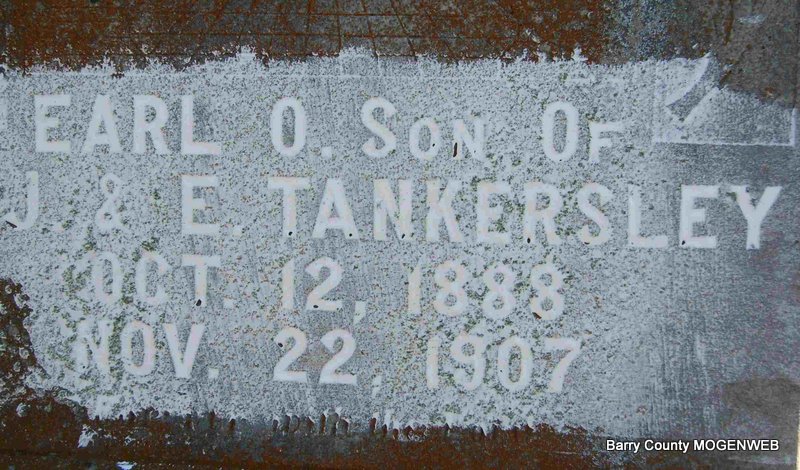 EARL O. SON OF
J & E. TANKERSLEY
OCT. 12, 1888
NOV. 22, 1907
Barry County MOGENWEB